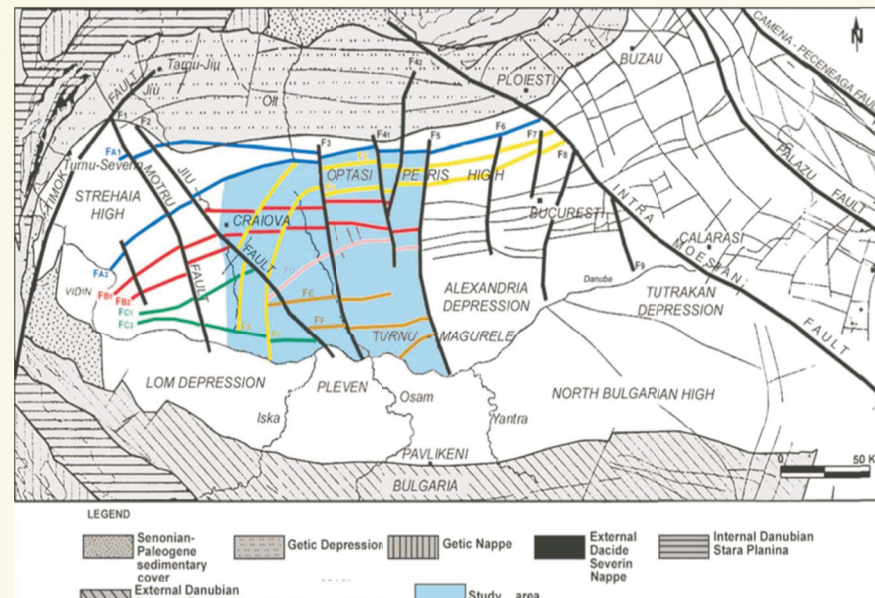 CAMENA - PECENEAGA FAULT
N
BUZAU
PLOIESTI
PALAZU FAULT
Targu-Jiu
Jiu
Olt
F42
FAULT
F1
F2
F3
F41
F5
F6
F7
F8
FA1
Turnu-Severin
TIMOK
MOTRU FAULT
JIU FAULT
OPTASI PERIS HIGH
STREHAIA
HIGH
CRAIOVA
BUCURESTI
INTRA MOESIAN FAULT
CALARASI
FA2
FB1
FB2
FC1
FC2
VIDIN
FE
FF
F9
Danube
ALEXANDRIA
DEPRESSION
TUTRAKAN
DEPRESSION
TURNU - MAGURELE
LOM DEPRESSION
PLEVEN
Osam
Iska
Yantra
NORTH BULGARIAN HIGH
PAVLIKENI
BULGARIA
0 50 K
LEGEND
Senonian-
Paleogene
sedimentary
cover
Getic Depression
Getic Nappe
External
Dacide
Severin
Nappe
Internal Danubian
Stara Planina
External Danubian
Study area